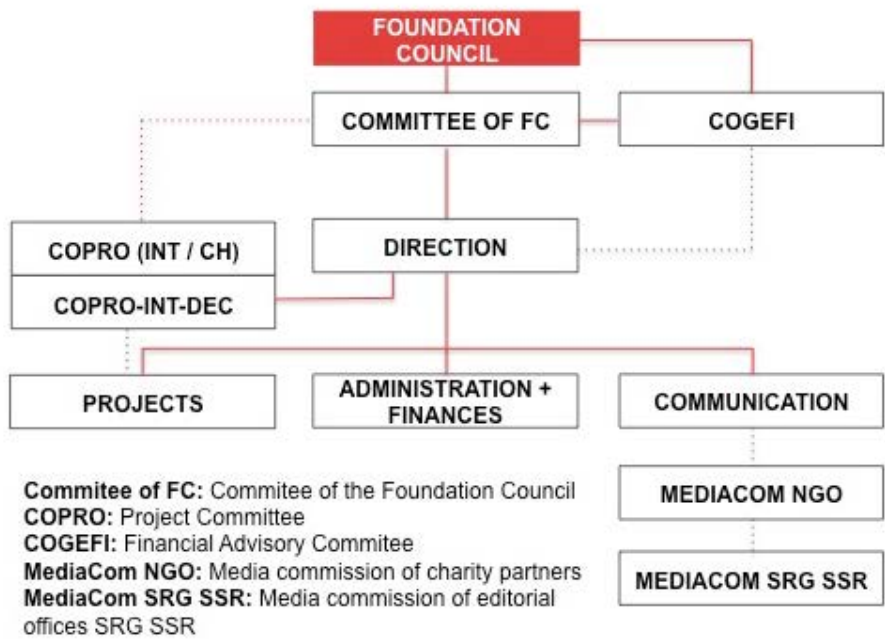 FOUNDATION
COUNCIL
COMMITTEE OF FC
COGEFI
COPRO (INT / CH)
DIRECTION
COPRO-INT-DEC
PROJECTS
ADMINISTRATION +
FINANCES
COMMUNICATION
MEDIACOM NGO
MEDIACOM SRG SSR
Commitee of FC: Commitee of the Foundation Council
COPRO: Project Committee
COGEFI: Financial Advisory Commitee
MediaCom NGO: Media commission of charity partners
MediaCom SRG SSR: Media commission of editorial
offices SRG SSR